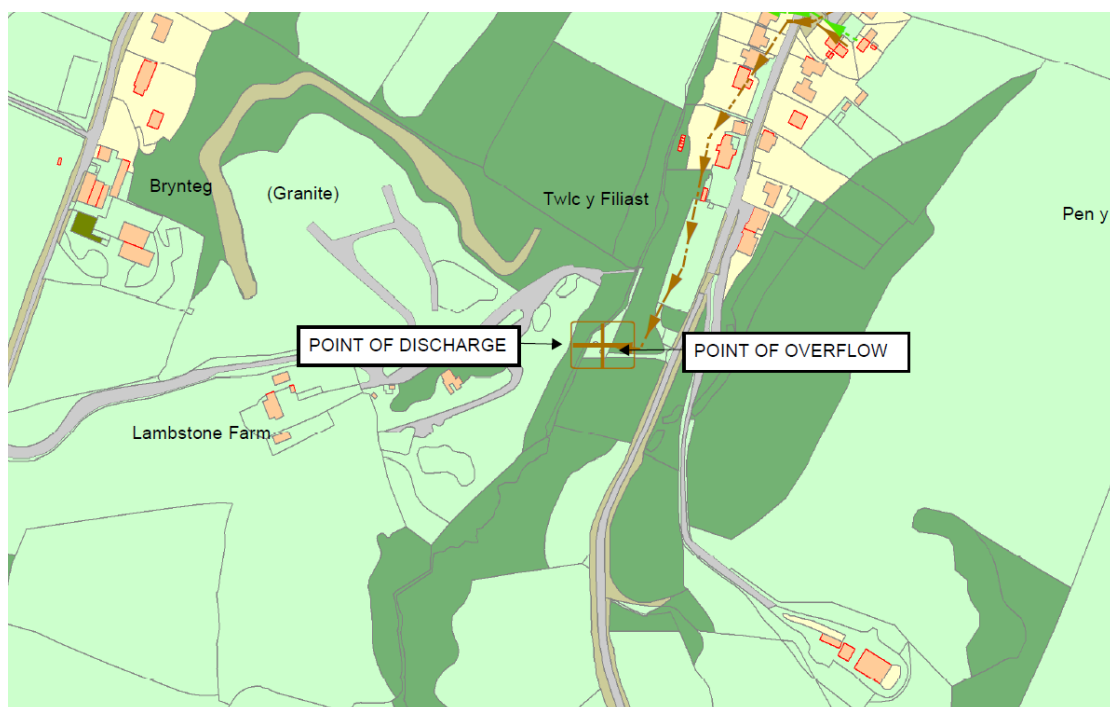 Brynteg
(Granite)
Twlc y Filiast
Pen y
POINT OF DISCHARGE
POINT OF OVERFLOW
Lambstone Farm